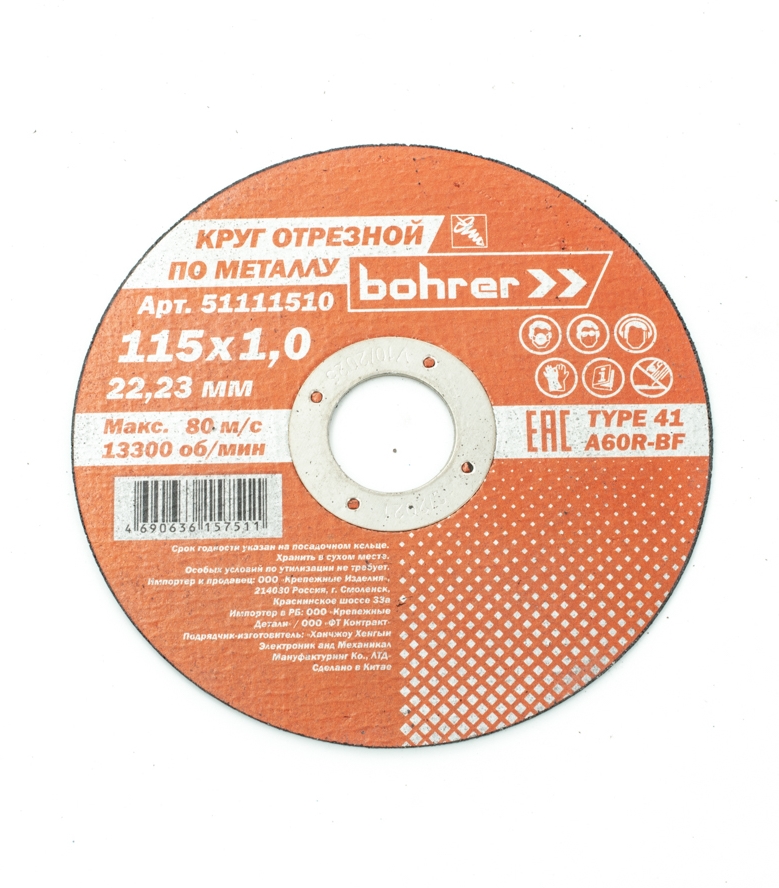 КРУГ ОТРЕЗНОЙ
ПО МЕТАЛЛУ
bohrer
Арт. 51111510
115x1,0
22,23 мм
Макс. 80 м/с
13300 об/мин
EAC
TYPE 41
A60R-BF
4 690636 157511
Срок годности указан на посадочном кольце.
Хранить в сухом месте.
Особых условий по утилизации не требует.
Импортер и продавец: ООО «Крепежные Изделия»,
214030 Россия, г. Смоленск,
Краснинское шоссе 33а
Импортер в РБ: ООО «Крепежные
Детали» / ООО «ФТ Контракт»
Подрядчик-изготовитель: «Ханчжоу Хенгьи
Электроник анд Механикал
Мануфактуринг Ко., ЛТД»
Сделано в Китае